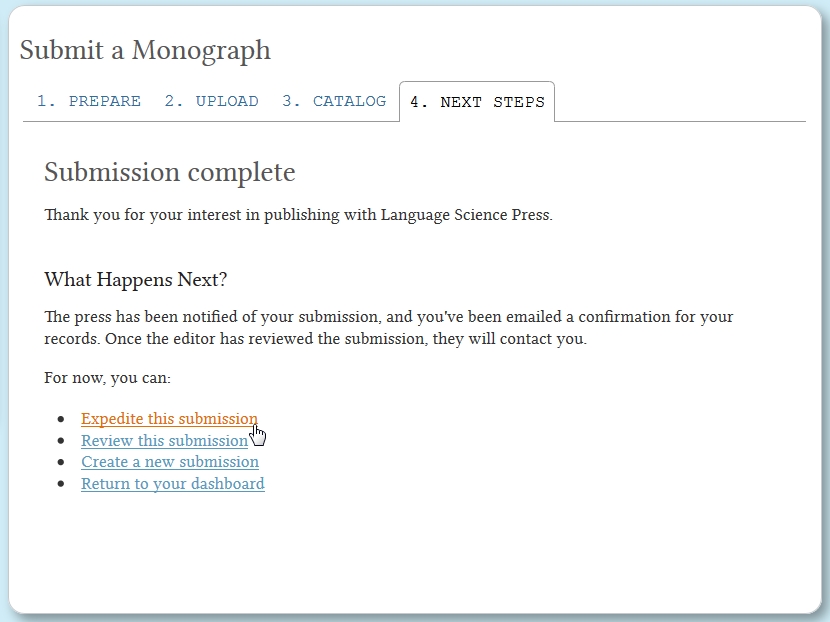 Submit a Monograph
1. PREPARE 2. UPLOAD 3. CATALOG 4. NEXT STEPS
Submission complete
Thank you for your interest in publishing with Language Science Press.
What Happens Next?
The press has been notified of your submission, and you've been emailed a confirmation for your
records. Once the editor has reviewed the submission, they will contact you.
For now, you can:
Expedite this submission
Review this submission
Create a new submission
Return to your dashboard